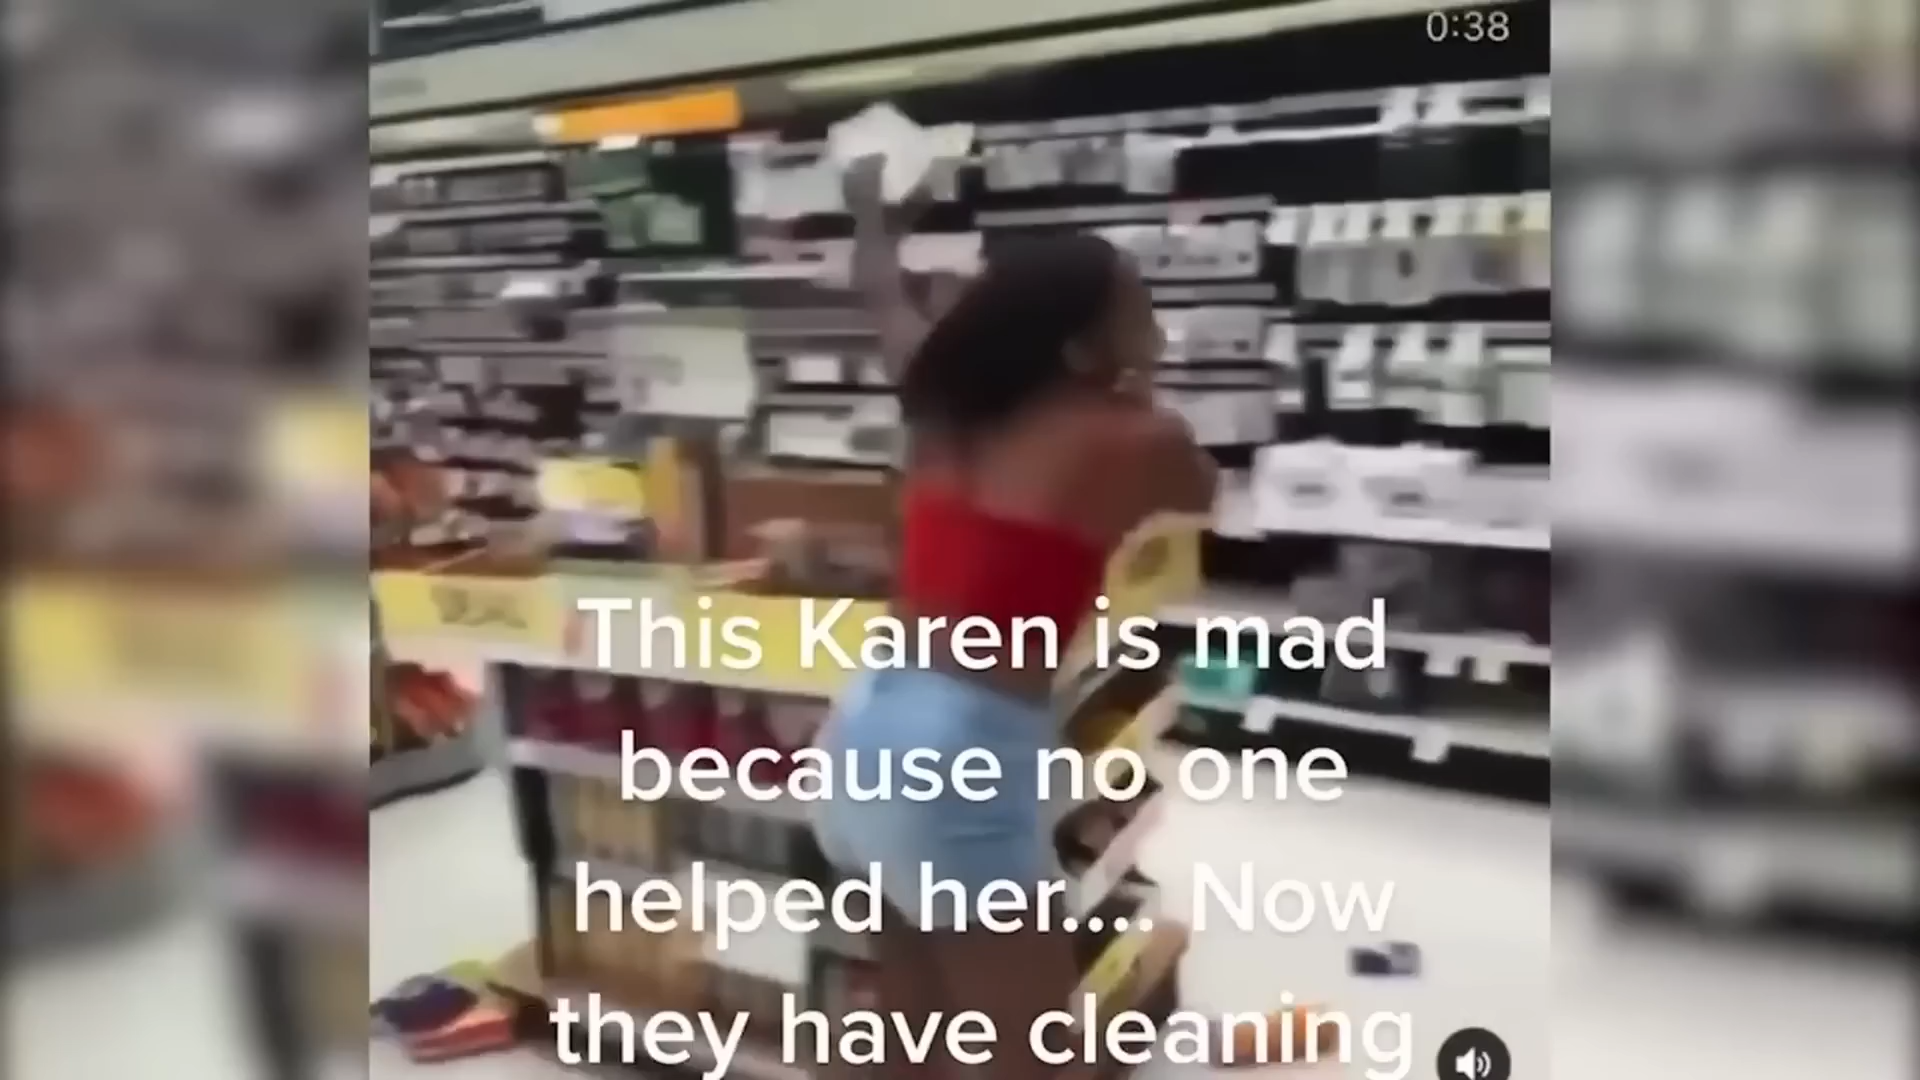 0:38
This Karen is mad
because no one
helped her.... Now
they have cleaning